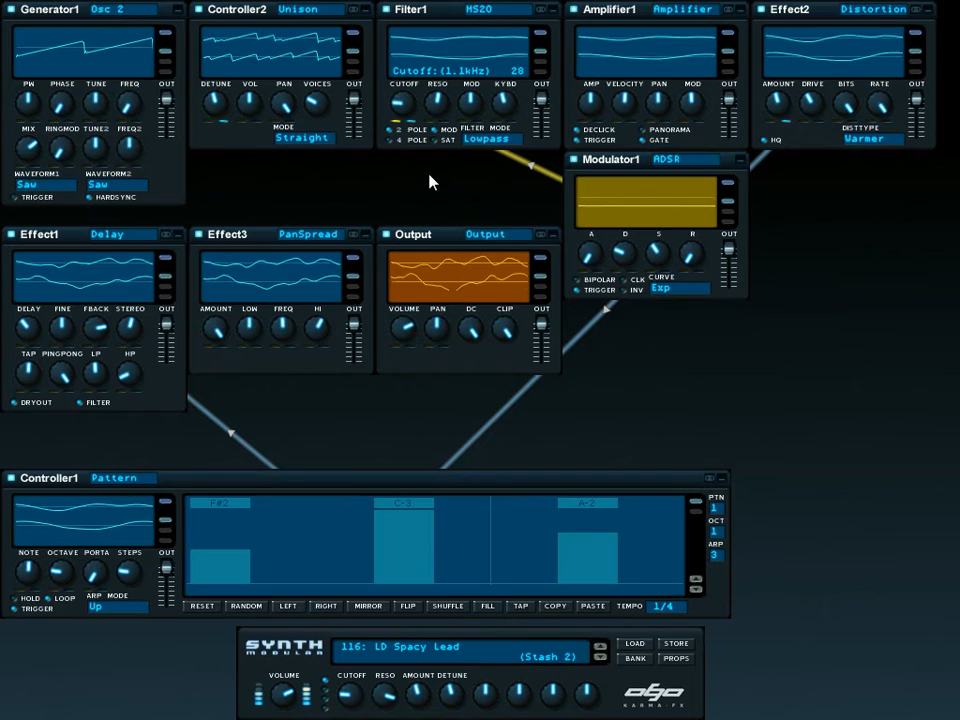 Generator1 Osc 2
PW PHASE TUNE FREQ OUT
MIX RINGMOD TUNE2 FREQ2
WAVEFORM1 WAVEFORM2
Saw Saw
TRIGGER HARDSYNC
Controller2 Unison
DETUNE VOL PAN VOICES OUT
MODE
Straight
Filter1 MS20
Cutoff:(1.1kHz) 28
CUTOFF RESO MOD KYBD OUT
2 POLE MOD FILTER MODE
4 POLE SAT Lowpass
Amplifier1 Amplifier
AMP VELOCITY PAN MOD OUT
DECLICK PANORAMA
TRIGGER GATE
Effect2 Distortion
AMOUNT DRIVE BITS RATE OUT
DISTTYPE
HQ Warmer
Modulator1 ADSR
A D S R OUT
BIPOLAR CLK CURVE
TRIGGER INV Exp
Effect1 Delay
DELAY FINE FBACK STEREO OUT
TAP PINGPONG LP HP
DRYOUT FILTER
Effect3 PanSpread
AMOUNT LOW FREQ HI OUT
Output Output
VOLUME PAN DC CLIP OUT
Controller1 Pattern
F#2 C-3 A-2
PTN
1
OCT
1
ARP
3
NOTE OCTAVE PORTA STEPS OUT
HOLD LOOP ARP MODE
TRIGGER Up
RESET RANDOM LEFT RIGHT MIRROR FLIP SHUFFLE FILL TAP COPY PASTE TEMPO 1/4
SYNTH
MODULAR
116: LD Spacy Lead
(Stash 2)
LOAD STORE
BANK PROPS
VOLUME CUTOFF RESO AMOUNT DETUNE
KARMA-FX